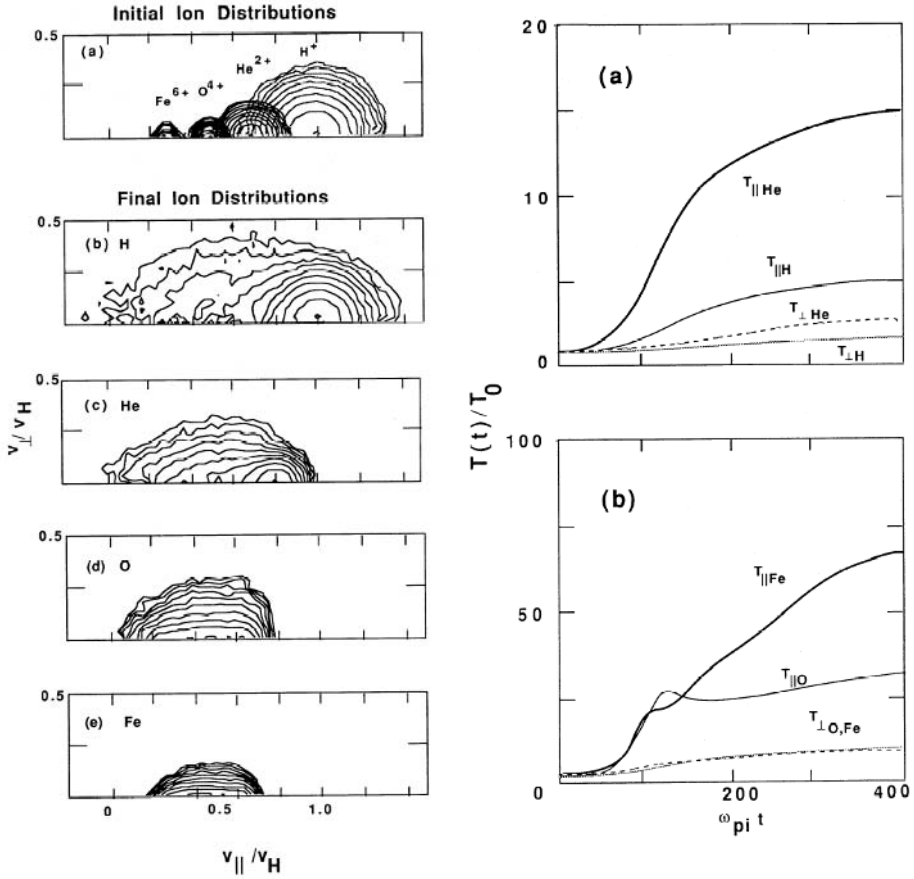 Initial Ion Distributions
0.5
(a)
Fe⁶⁺ O⁴⁺ He²⁺ H⁺
Final Ion Distributions
0.5
(b) H
(c) He
0.5
(d) O
0.5
(e) Fe
0.5
0 0.5 1.0
v⊥/vH
v||/vH
20
(a)
10
0
T||He
T||H
T⊥He
T⊥H
T(t)/T₀
100
(b)
50
0
T||Fe
T||O
T⊥O,Fe
200 400
ωpi t